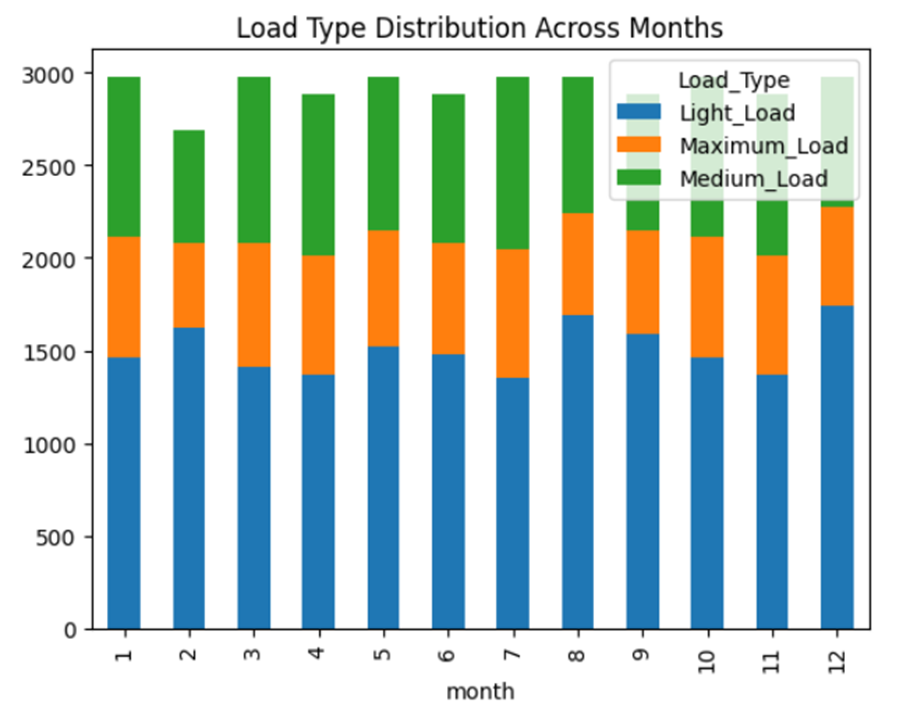 Load Type Distribution Across Months
3000
2500
2000
1500
1000
500
0
Load_Type
Light_Load
Maximum_Load
Medium_Load
1 2 3 4 5 6 7 8 9 10 11 12
month